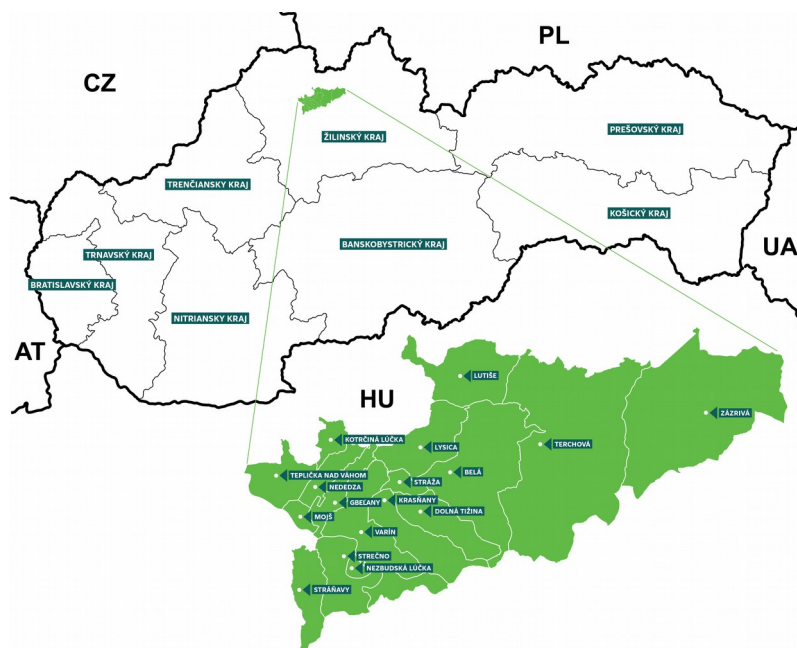 PL
CZ
PREŠOVSKÝ KRAJ
ŽILINSKÝ KRAJ
TRENČIANSKY KRAJ
KOŠICKÝ KRAJ
BANSKOBYSTRICKÝ KRAJ
UA
TRNAVSKÝ KRAJ
BRATISLAVSKÝ KRAJ
NITRIANSKY KRAJ
AT
HU
LUTIŠE
ZÁZRIVÁ
KOTRČINÁ LÚČKA
LYSICA
TERCHOVÁ
BELÁ
TEPLIČKA NAD VÁHOM
STRÁŽA
NEDEDZA
KRASŇANY
GBEĽANY
DOLNÁ TIŽINA
MOJŠ
VARÍN
STREČNO
NEZBUDSKÁ LÚČKA
STRÁŇAVY